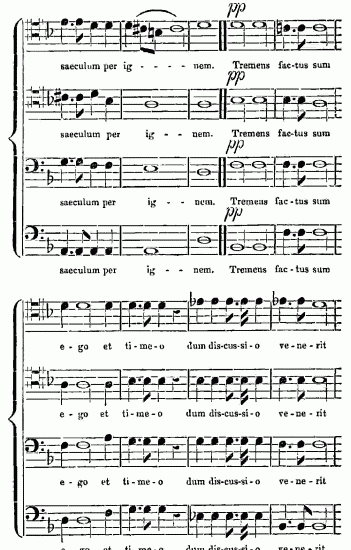 pp
saeculum per ig - - - nem. Tremens fac-tus sum
pp
saeculum per ig - - nem. Tremens fac-tus sum
pp
saeculum per ig - - nem. Tremens fac-tus sum
pp
saeculum per ig - - nem. Tremens fac-tus sum
e - go et ti-me-o dum dis-cus-si-o ve-ne-rit
e - go et ti-me-o dum dis-cus-si-o ve-ne-rit
e - go et ti-me-o dum dis-cus-si-o ve-ne-rit
e - go et ti-me-o dum dis-cus-si-o ve-ne-rit